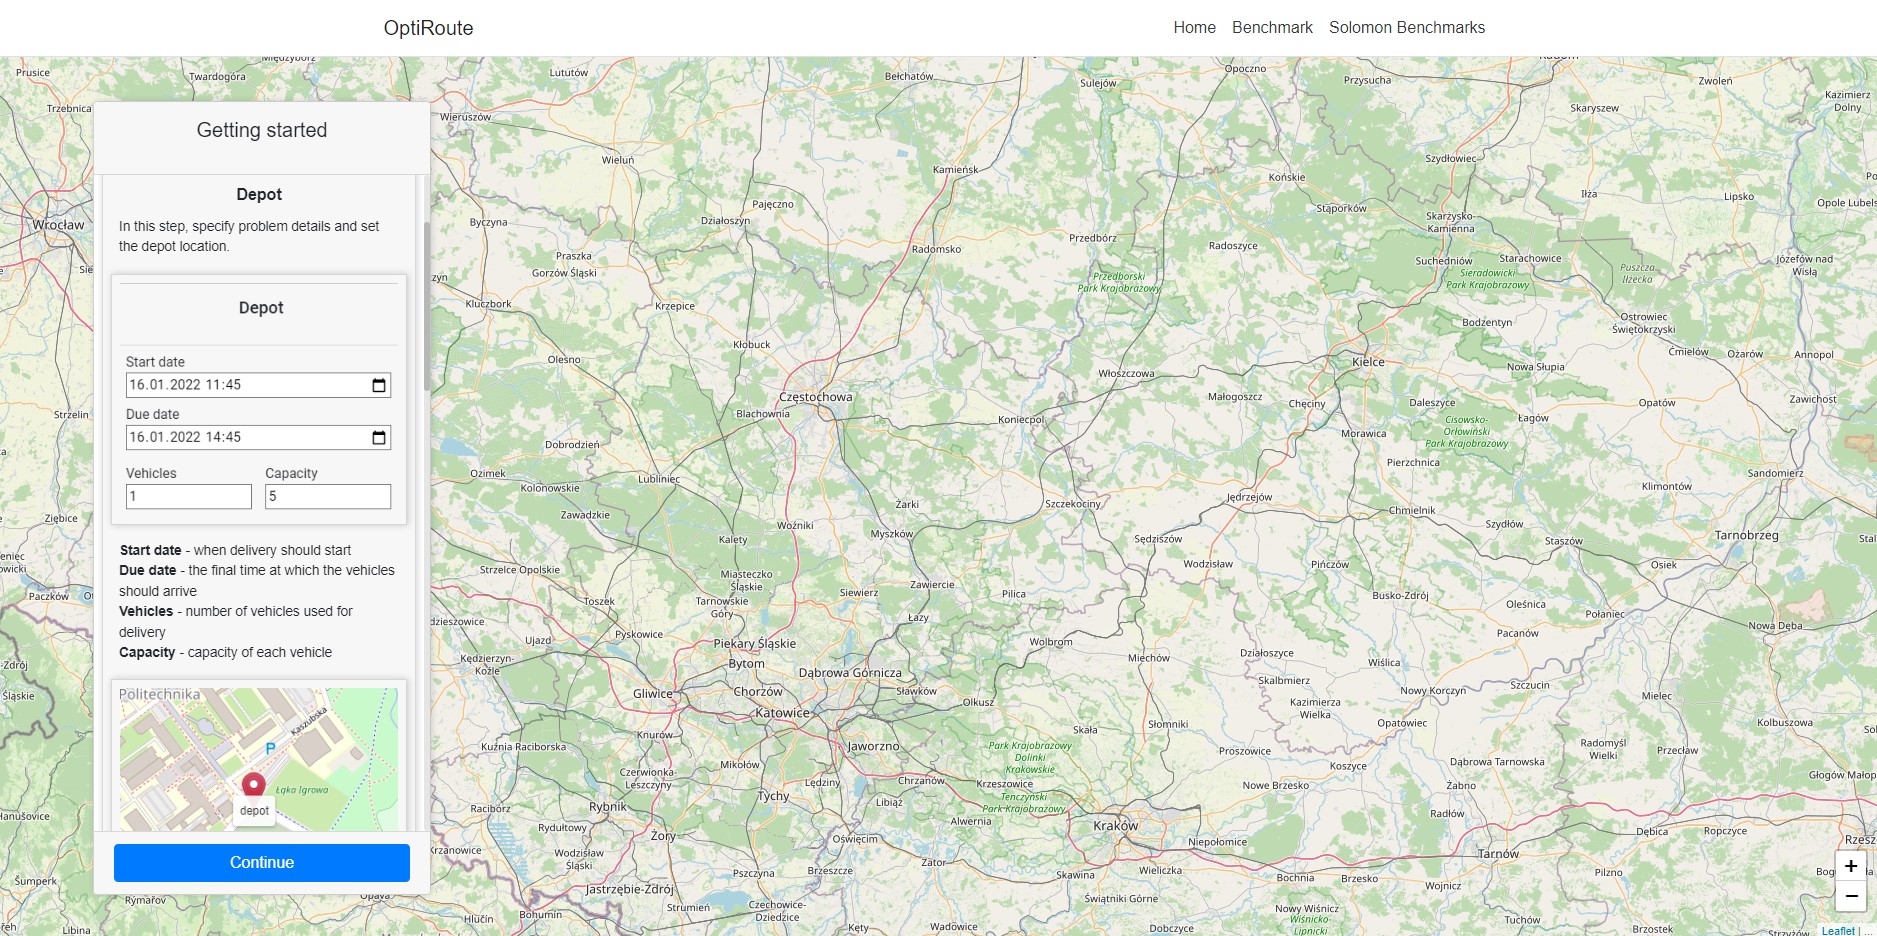 OptiRoute
Home Benchmark Solomon Benchmarks
Getting started
Depot
In this step, specify problem details and set
the depot location.
Depot
Start date
16.01.2022 11:45
Due date
16.01.2022 14:45
Vehicles Capacity
1 5
Start date - when delivery should start
Due date - the final time at which the vehicles
should arrive
Vehicles - number of vehicles used for
delivery
Capacity - capacity of each vehicle
Politechnika
Kaszubska
P
Łąka Igrowa
depot
Continue
Prusice
Twardogóra
Międzybórz
Trzebnica
Wrocław
Strzelin
Ziębice
Paczków
Šumperk
Rýmařov
Libina
Opava
Hlučín
Bohumín
Lututów
Wieruszów
Wieluń
Bełchatów
Sulejów
Opoczno
Przysucha
Radom
Zwoleń
Kazimierz
Dolny
Skaryszew
Kamieńsk
Szydłowiec
Końskie
Iłża
Lipsko
Opole Lubels
Pajęczno
Działoszyn
Byczyna
Stąporków
Skarżysko-
Kamienna
Radomsko
Przedbórz
Radoszyce
Praszka
Gorzów Śląski
Suchedniów
Starachowice
Józefów nad
Wisłą
Przedborski
Park Krajobrazowy
Sieradowicki
Park Krajobrazowy
Puszcza
Iłżecka
Kluczbork
Krzepice
Bodzentyn
Ostrowiec
Świętokrzyski
Kłobuck
Olesno
Kielce
Ćmielów
Ożarów
Annopol
Włoszczowa
Nowa Słupia
Częstochowa
Blachownia
Małogoszcz
Chęciny
Daleszyce
Opatów
Zawichost
Koniecpol
Łagów
Cisowsko-
Orłowiński
Park Krajobrazowy
Morawica
Dobrodzień
Pierzchnica
Ozimek
Lubliniec
Sandomierz
Kolonowskie
Klimontów
Jędrzejów
Zawadzkie
Żarki
Szczekociny
Chmielnik
Woźniki
Myszków
Szydłów
Kalety
Sędziszów
Staszów
Tarnobrzeg
Strzelce Opolskie
Miasteczko
Śląskie
Zawiercie
Wodzisław
Pińczów
Osiek
Toszek
Tarnowskie
Góry
Siewierz
Pilica
Busko-Zdrój
Oleśnica
Połaniec
Łazy
dzieszowice
Ujazd
Pyskowice
Piekary Śląskie
Wolbrom
Pacanów
Nowa Dęba
Kędzierzyn-
Koźle
Bytom
Dąbrowa Górnicza
Miechów
Działoszyce
Wiślica
Gliwice
Chorzów
Sławków
Olkusz
Skalbmierz
Nowy Korczyn
Szczucin
Mielec
Katowice
Kazimierza
Wielka
Opatowiec
Kolbuszowa
Knurów
Skała
Słomniki
Kuźnia Raciborska
Jaworzno
Park Krajobrazowy
Dolinki
Krakowskie
Proszowice
Radomyśl
Wielki
Przecław
Mikołów
Koszyce
Dąbrowa Tarnowska
Czerwionka-
Leszczyny
Lędziny
Chrzanów
Krzeszowice
Nowe Brzesko
Żabno
Głogów Małop
Racibórz
Rybnik
Tychy
Libiąż
Tenczyński
Park Krajobrazowy
Alwernia
Radłów
Rydułtowy
Żory
Oświęcim
Kraków
Niepołomice
Dębica
Ropczyce
Rzesz
Krzanowice
Wodzisław
Śląski
Zator
Tarnów
Pszczyna
Brzeszcze
Skawina
Wieliczka
Bochnia
Brzesko
Wojnicz
Pilzno
Jastrzębie-Zdrój
Strumień
Czechowice-
Dziedzice
Świątniki Górne
Nowy Wiśnicz
Wiśnicko-
Lipnicki
Tuchów
Kęty
Wadowice
Dobczyce
Brzostek
Strzyżów
+
−
Leaflet | ...